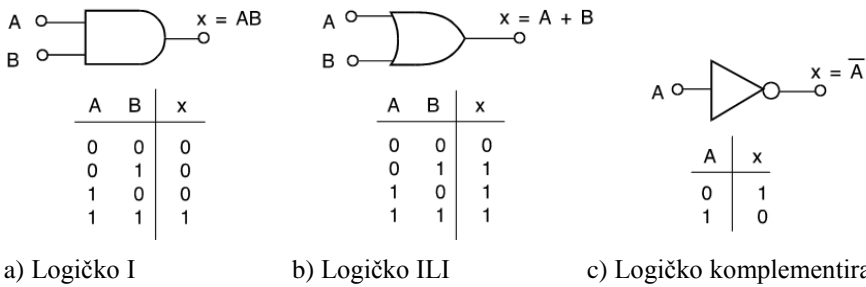 A
B
x = AB
A B x
0 0 0
0 1 0
1 0 0
1 1 1
a) Logičko I
A
B
x = A + B
A B x
0 0 0
0 1 1
1 0 1
1 1 1
b) Logičko ILI
A
x = A̅
A x
0 1
1 0
c) Logičko komplementira